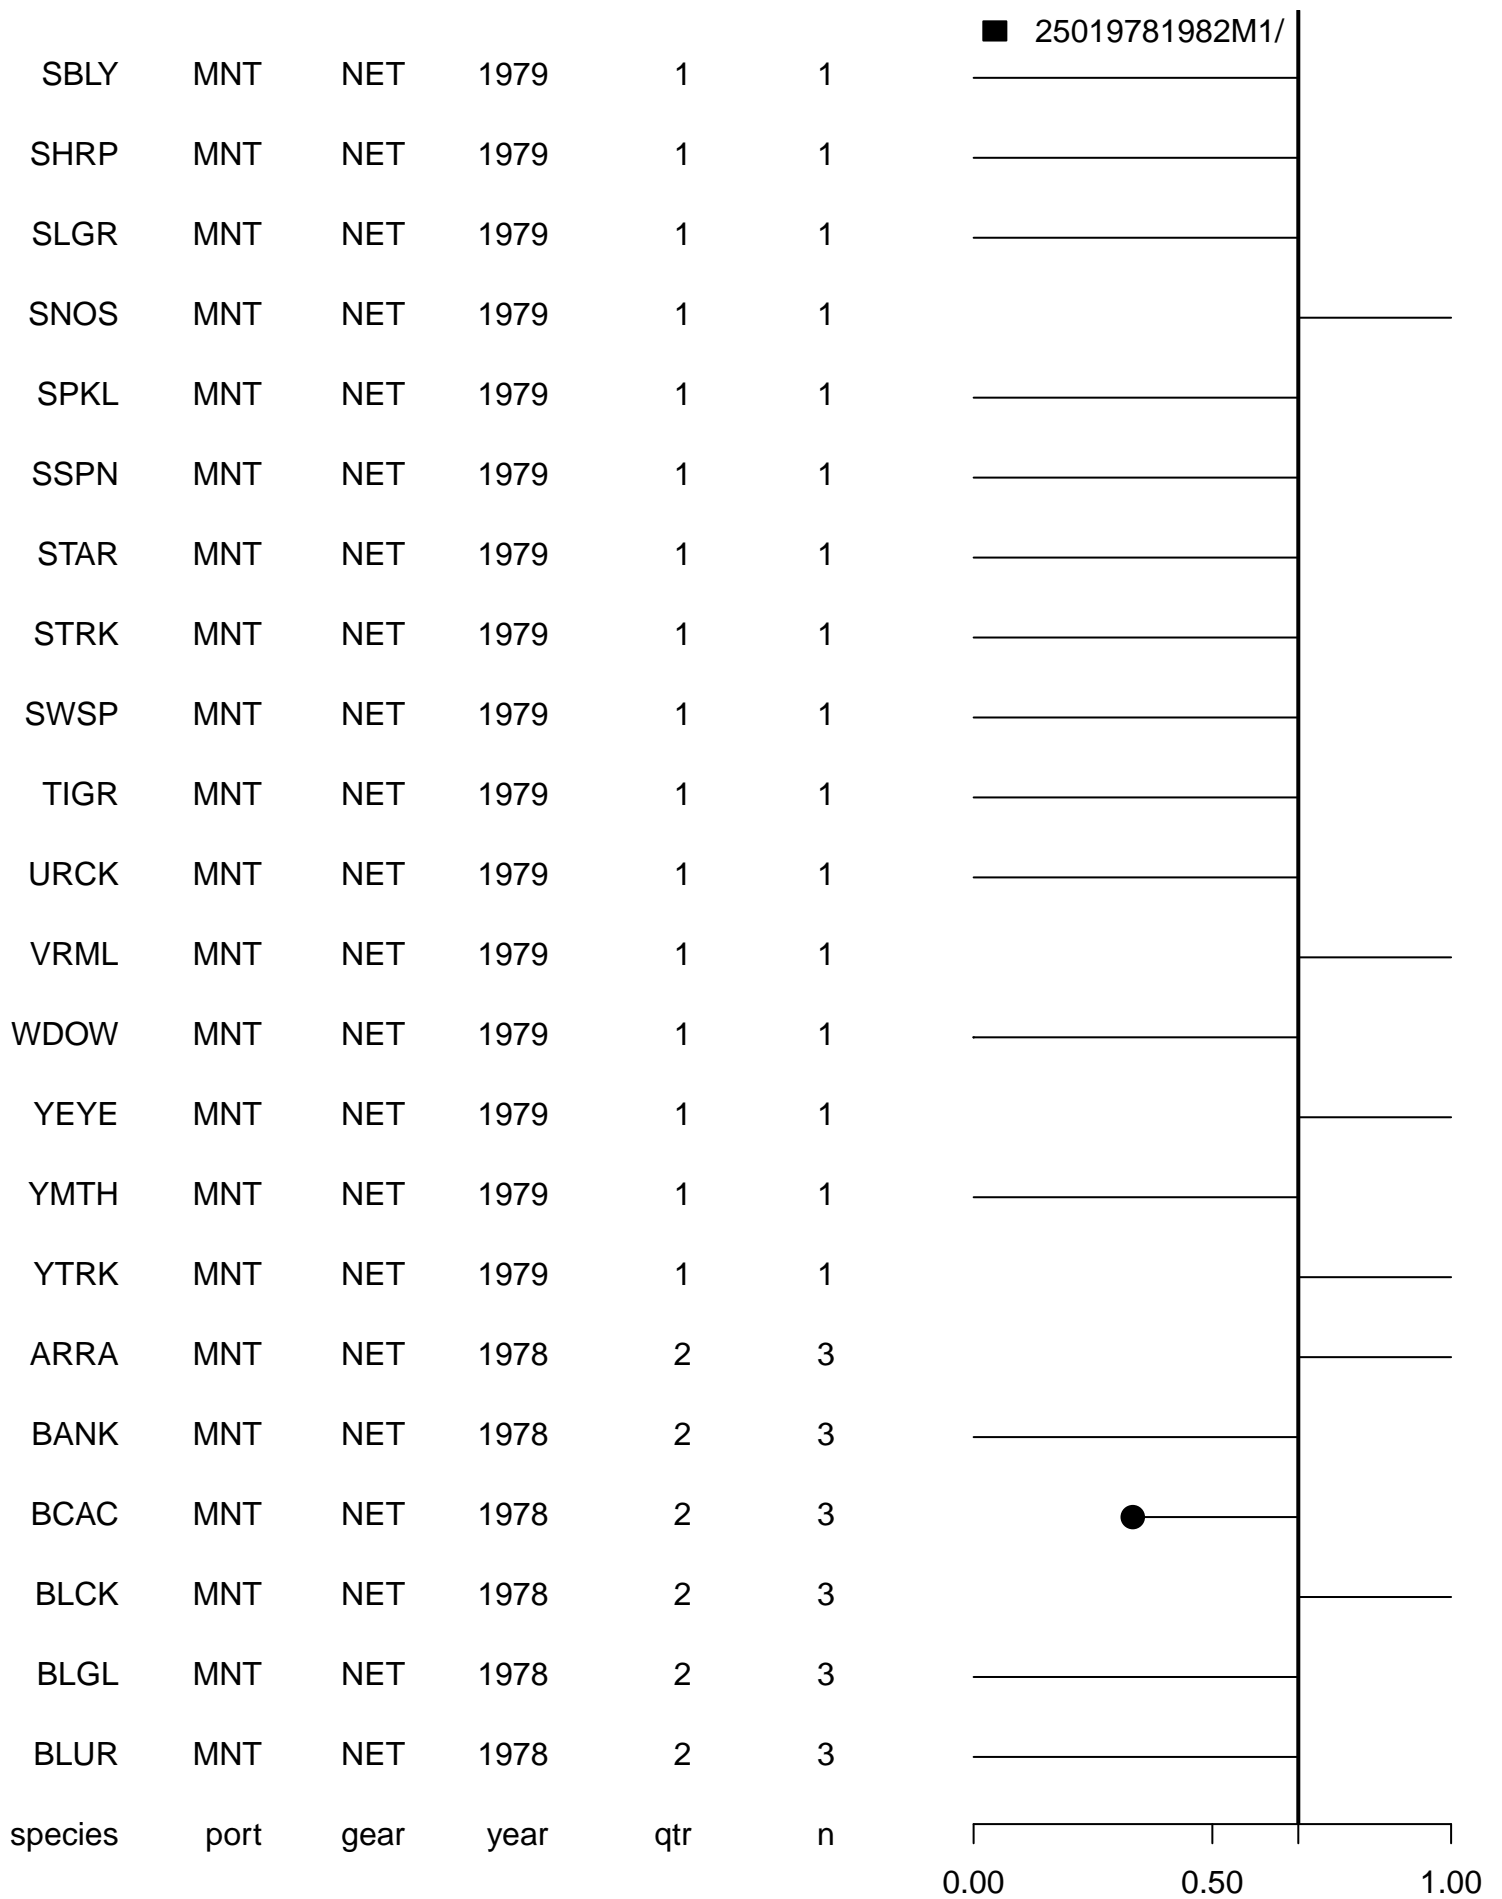 25019781982M1/
SBLY MNT NET 1979 1 1
SHRP MNT NET 1979 1 1
SLGR MNT NET 1979 1 1
SNOS MNT NET 1979 1 1
SPKL MNT NET 1979 1 1
SSPN MNT NET 1979 1 1
STAR MNT NET 1979 1 1
STRK MNT NET 1979 1 1
SWSP MNT NET 1979 1 1
TIGR MNT NET 1979 1 1
URCK MNT NET 1979 1 1
VRML MNT NET 1979 1 1
WDOW MNT NET 1979 1 1
YEYE MNT NET 1979 1 1
YMTH MNT NET 1979 1 1
YTRK MNT NET 1979 1 1
ARRA MNT NET 1978 2 3
BANK MNT NET 1978 2 3
BCAC MNT NET 1978 2 3
BLCK MNT NET 1978 2 3
BLGL MNT NET 1978 2 3
BLUR MNT NET 1978 2 3
species port gear year qtr n
0.00 0.50 1.00